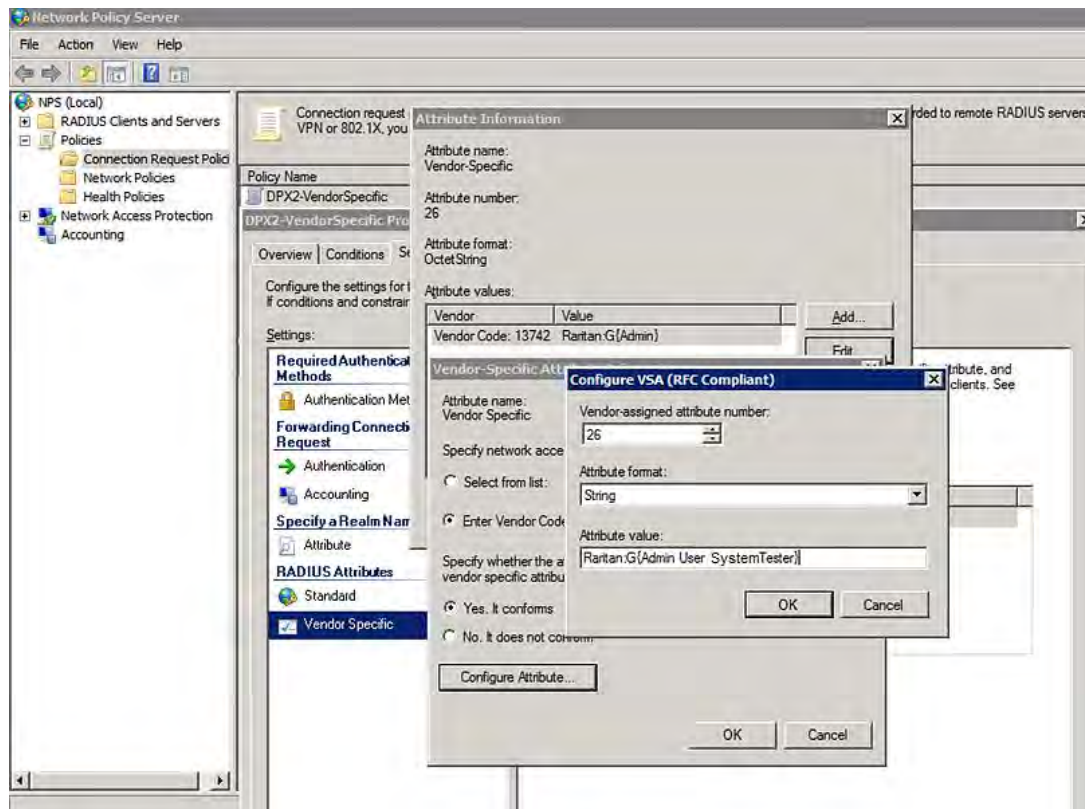 Network Policy Server
File Action View Help
NPS (Local)
RADIUS Clients and Servers
Policies
Connection Request Polici
Network Policies
Health Policies
Network Access Protection
Accounting
Connection request
VPN or 802.1X, you
rded to remote RADIUS servers
Policy Name
DPX2-VendorSpecific
DPX2-VendorSpecific Pro
Overview Conditions Se
Configure the settings for t
If conditions and constrain
Settings:
Required Authenticat
Methods
Authentication Met
Forwarding Connecti
Request
Authentication
Accounting
Specify a Realm Nam
Attribute
RADIUS Attributes
Standard
Vendor Specific
Attribute Information
Attribute name:
Vendor-Specific
Attribute number:
26
Attribute format:
OctetString
Attribute values:
Vendor Value
Vendor Code: 13742 Raritan:G{Admin}
Add...
Edit
tribute, and
clients. See
Vendor-Specific Att
Attribute name:
Vendor Specific
Specify network acce
Select from list:
Enter Vendor Code
Specify whether the a
vendor specific attribu
Yes. It conforms
No. It does not conform
Configure Attribute...
OK Cancel
Configure VSA (RFC Compliant)
Vendor-assigned attribute number:
26
Attribute format:
String
Attribute value:
Raritan:G{Admin User SystemTester}
OK Cancel